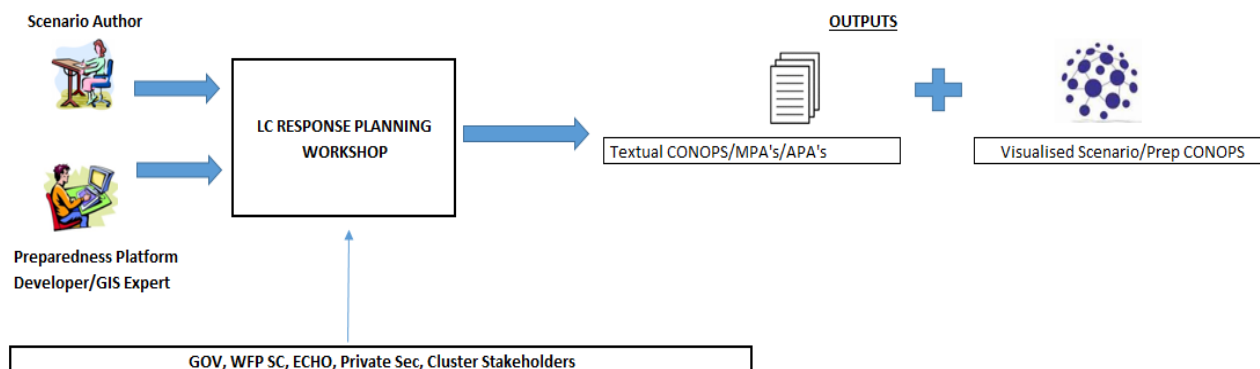 Scenario Author
OUTPUTS
LC RESPONSE PLANNING
WORKSHOP
Textual CONOPS/MPA's/APA's
Visualised Scenario/Prep CONOPS
Preparedness Platform
Developer/GIS Expert
GOV, WFP SC, ECHO, Private Sec, Cluster Stakeholders